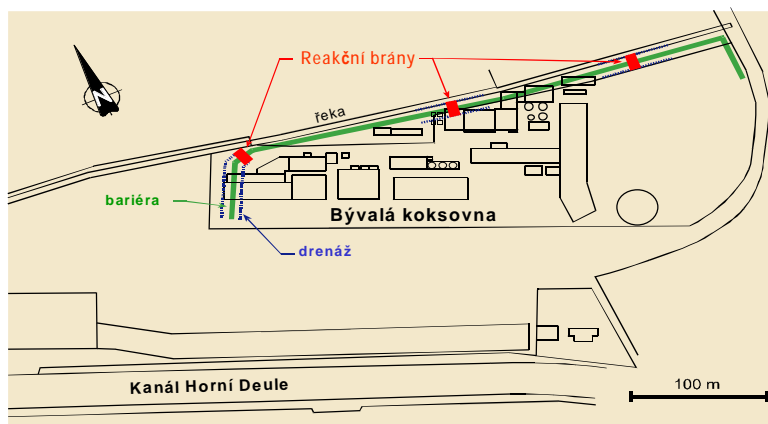 Reakční brány
řeka
bariéra
Bývalá koksovna
drenáž
Kanál Horní Deule
100 m